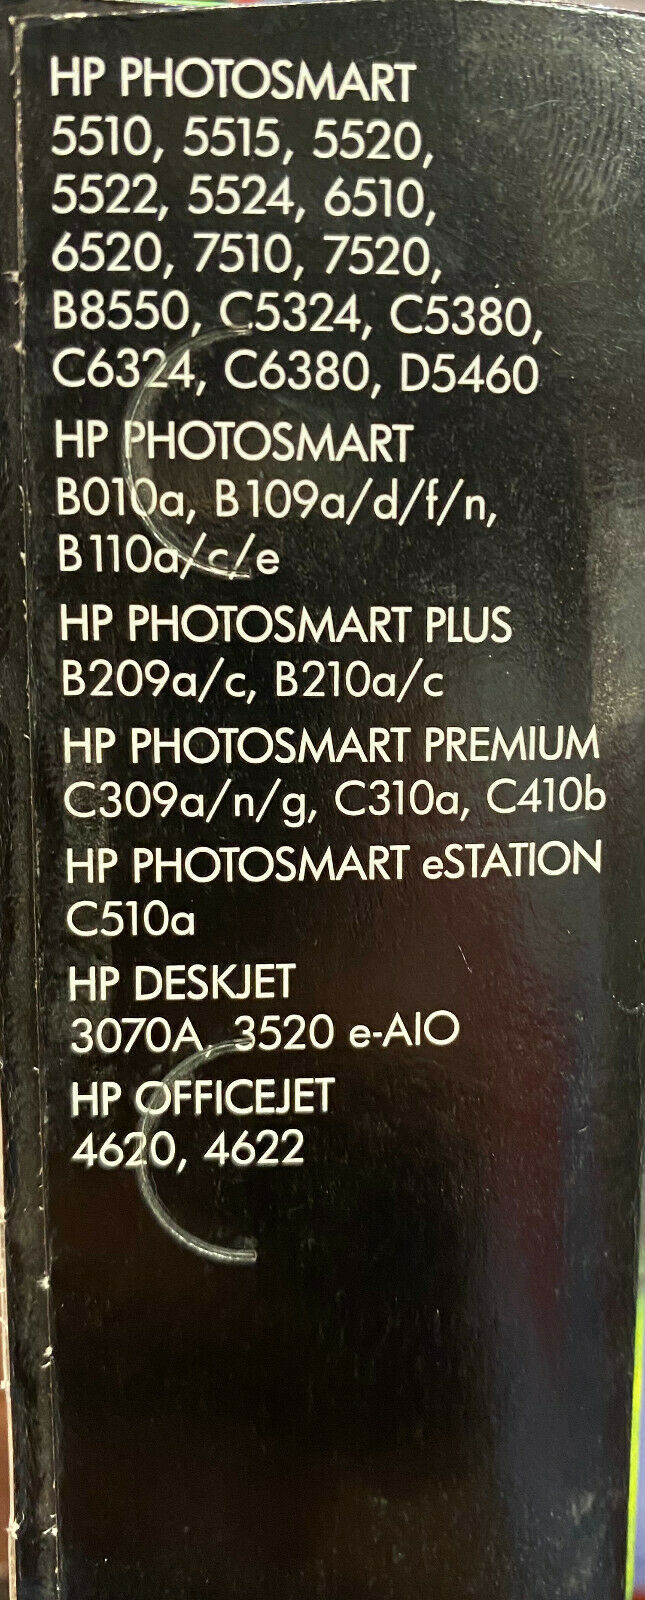 HP PHOTOSMART
5510, 5515, 5520,
5522, 5524, 6510,
6520, 7510, 7520,
B8550, C5324, C5380,
C6324, C6380, D5460
HP PHOTOSMART
B010a, B109a/d/f/n,
B110a/c/e
HP PHOTOSMART PLUS
B209a/c, B210a/c
HP PHOTOSMART PREMIUM
C309a/n/g, C310a, C410b
HP PHOTOSMART eSTATION
C510a
HP DESKJET
3070A, 3520 e-AIO
HP OFFICEJET
4620, 4622